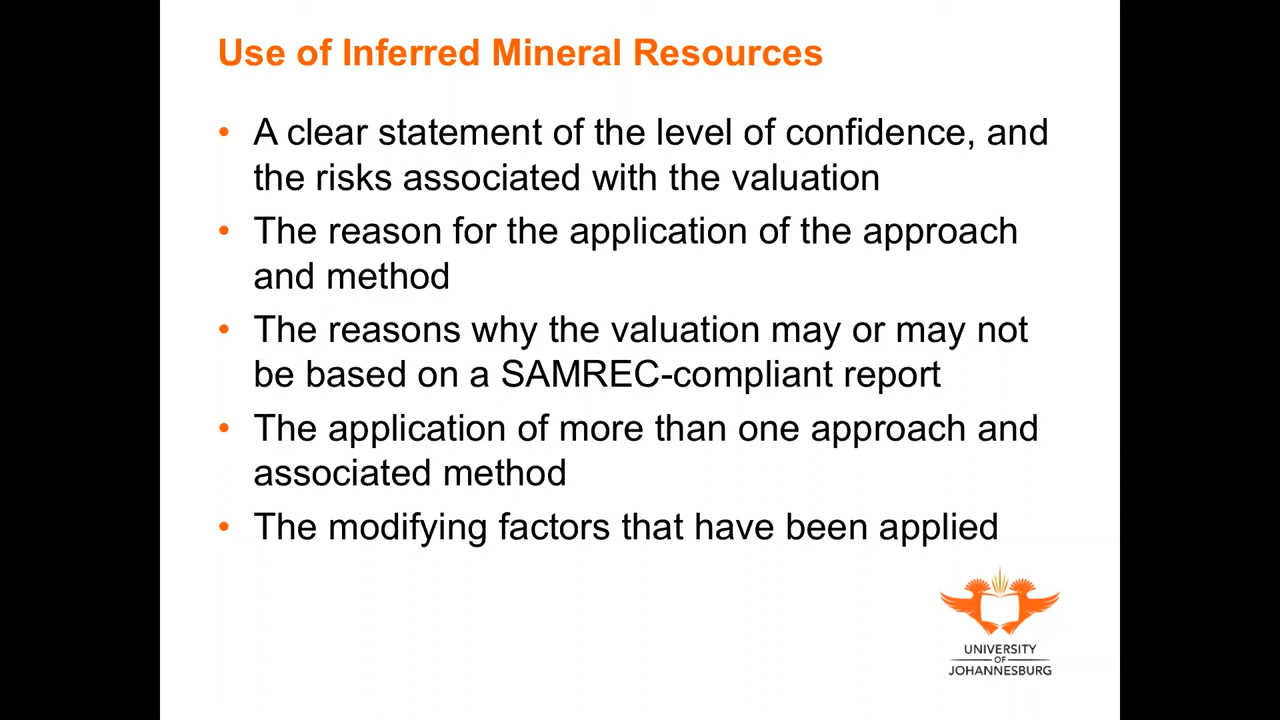 Use of Inferred Mineral Resources
• A clear statement of the level of confidence, and
the risks associated with the valuation
• The reason for the application of the approach
and method
• The reasons why the valuation may or may not
be based on a SAMREC-compliant report
• The application of more than one approach and
associated method
• The modifying factors that have been applied
UNIVERSITY
OF
JOHANNESBURG